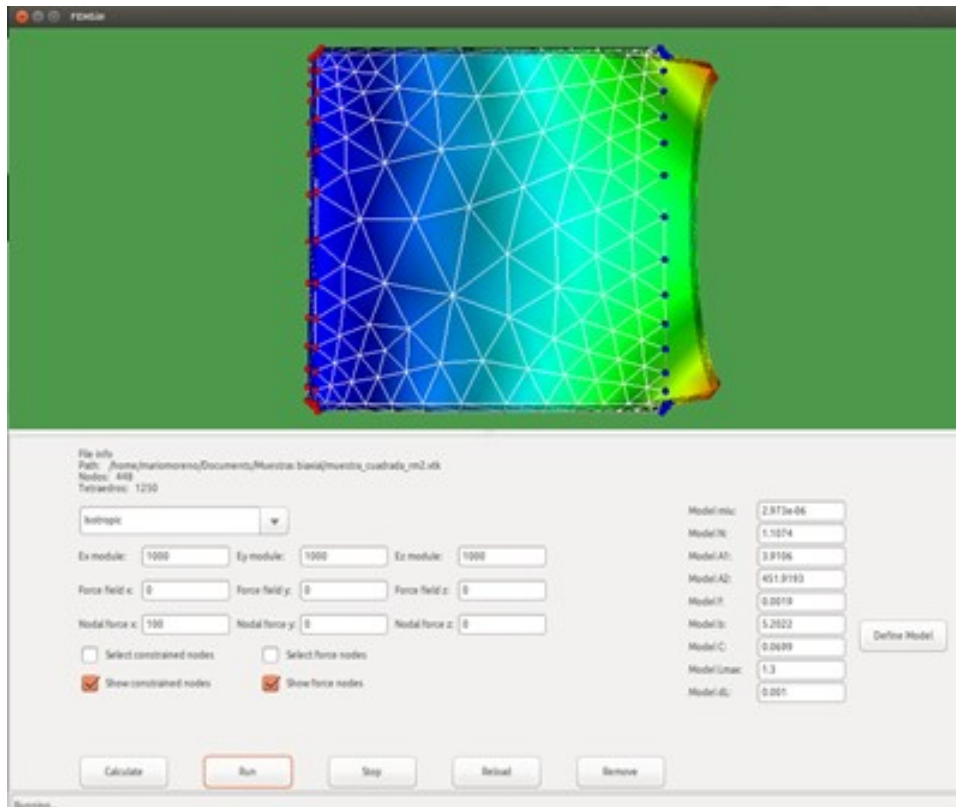 FEMSim
File info
Path: /home/mariomoreno/Documents/Muestras biaxial/muestra_cuadrada_rm2.vtk
Nodes: 448
Tetraedros: 1250
Isotropic
Ex module: 1000 Ey module: 1000 Ez module: 1000
Force field x: 0 Force field y: 0 Force field z: 0
Nodal force x: 100 Nodal force y: 0 Nodal force z: 0
Select constrained nodes Select force nodes
Show constrained nodes Show force nodes
Model miu: 2.973e-06
Model N: 1.1074
Model A1: 3.9106
Model A2: 451.9193
Model f: 0.0019
Model b: 5.2022
Model C: 0.0699
Model Lmax: 1.3
Model dL: 0.001
Define Model
Calculate Run Stop Reload Remove
Running...